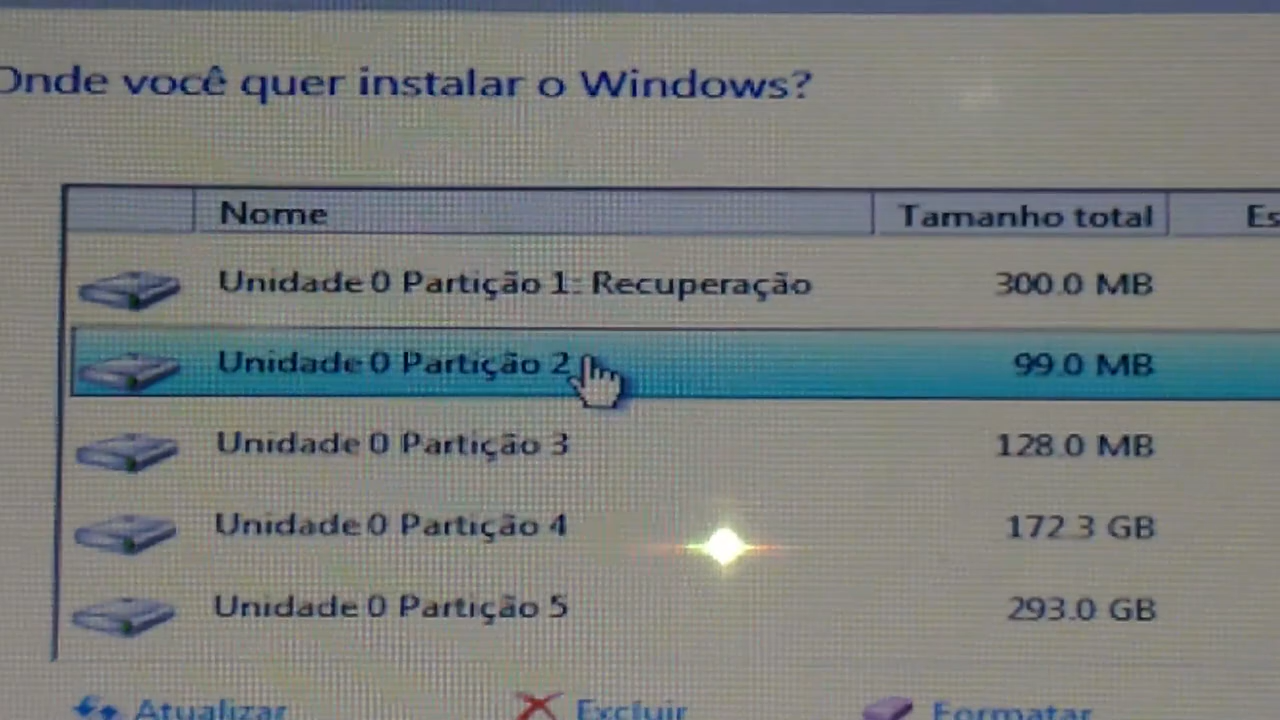 Onde você quer instalar o Windows?
Nome Tamanho total Es
Unidade 0 Partição 1: Recuperação 300.0 MB
Unidade 0 Partição 2 99.0 MB
Unidade 0 Partição 3 128.0 MB
Unidade 0 Partição 4 172.3 GB
Unidade 0 Partição 5 293.0 GB
Atualizar Excluir Formatar